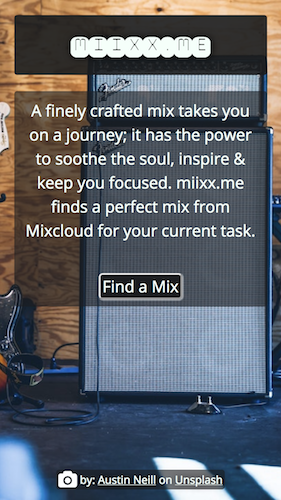 MIIXX.ME
Fender
A finely crafted mix takes you
on a journey; it has the power
to soothe the soul, inspire &
keep you focused. miixx.me
finds a perfect mix from
Mixcloud for your current task.
Find a Mix
by: Austin Neill on Unsplash